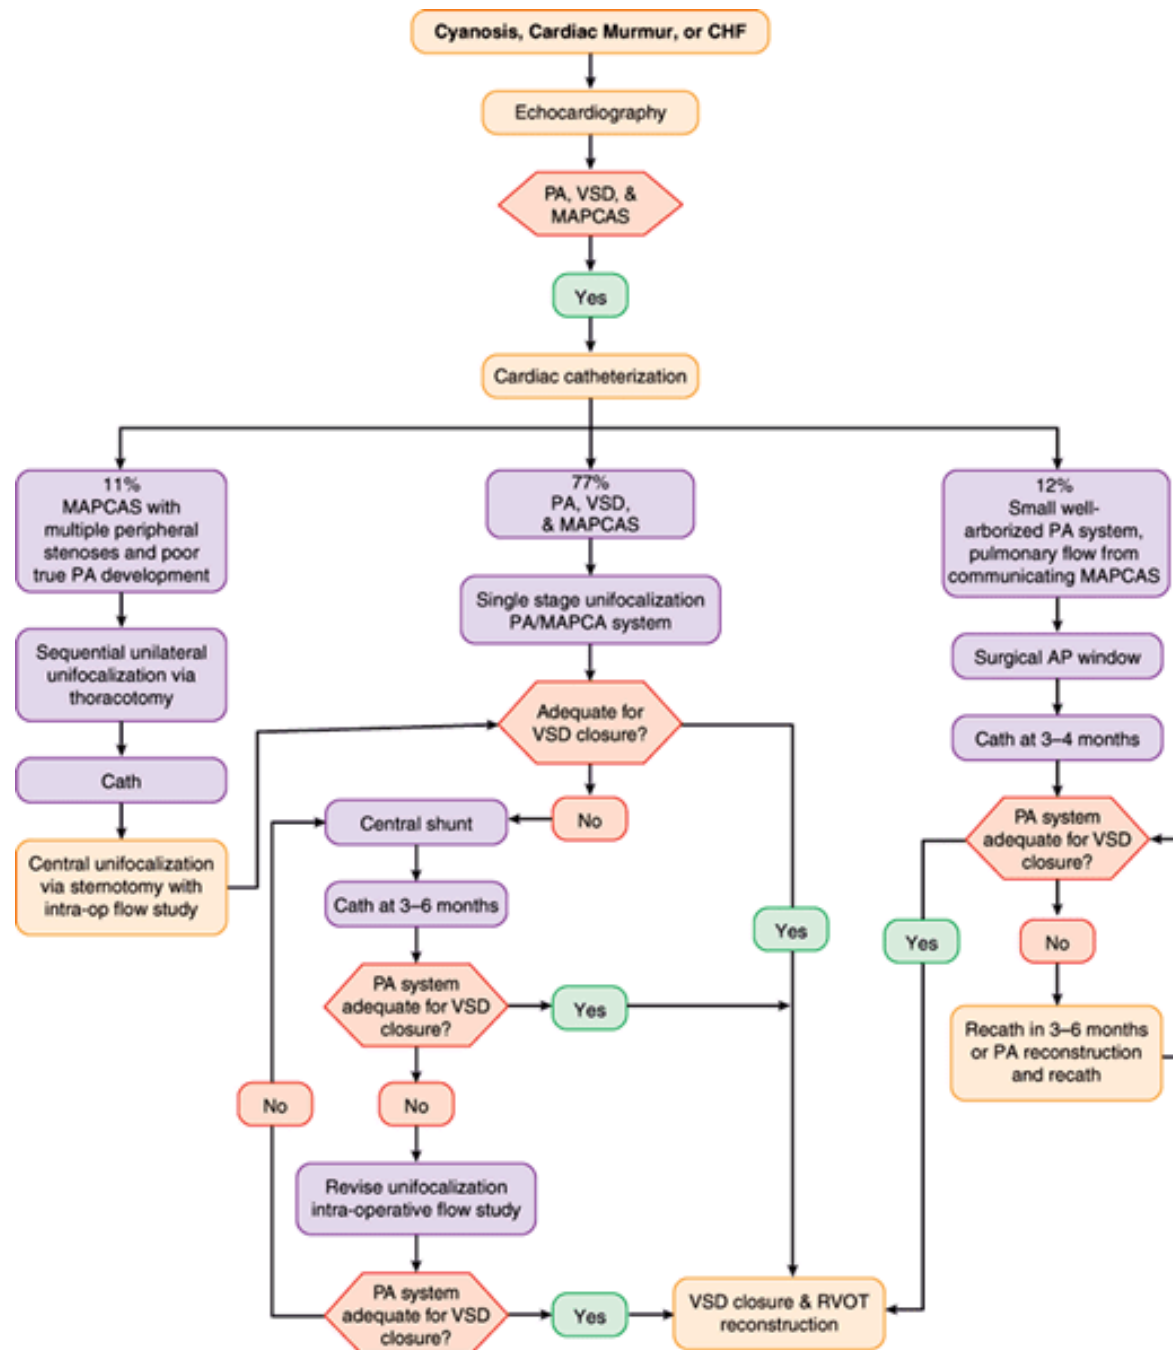 Cyanosis, Cardiac Murmur, or CHF
Echocardiography
PA, VSD, &
MAPCAS
Yes
Cardiac catheterization
11%
MAPCAS with
multiple peripheral
stenoses and poor
true PA development
Sequential unilateral
unifocalization via
thoracotomy
Cath
Central unifocalization
via sternotomy with
intra-op flow study
77%
PA, VSD,
& MAPCAS
Single stage unifocalization
PA/MAPCA system
Adequate for
VSD closure?
No
Central shunt
Cath at 3–6 months
PA system
adequate for VSD
closure?
Yes
No
No
Revise unifocalization
intra-operative flow study
PA system
adequate for VSD
closure?
Yes
Yes
VSD closure & RVOT
reconstruction
12%
Small well-
arborized PA system,
pulmonary flow from
communicating MAPCAS
Surgical AP window
Cath at 3–4 months
PA system
adequate for VSD
closure?
Yes
No
Recath in 3–6 months
or PA reconstruction
and recath